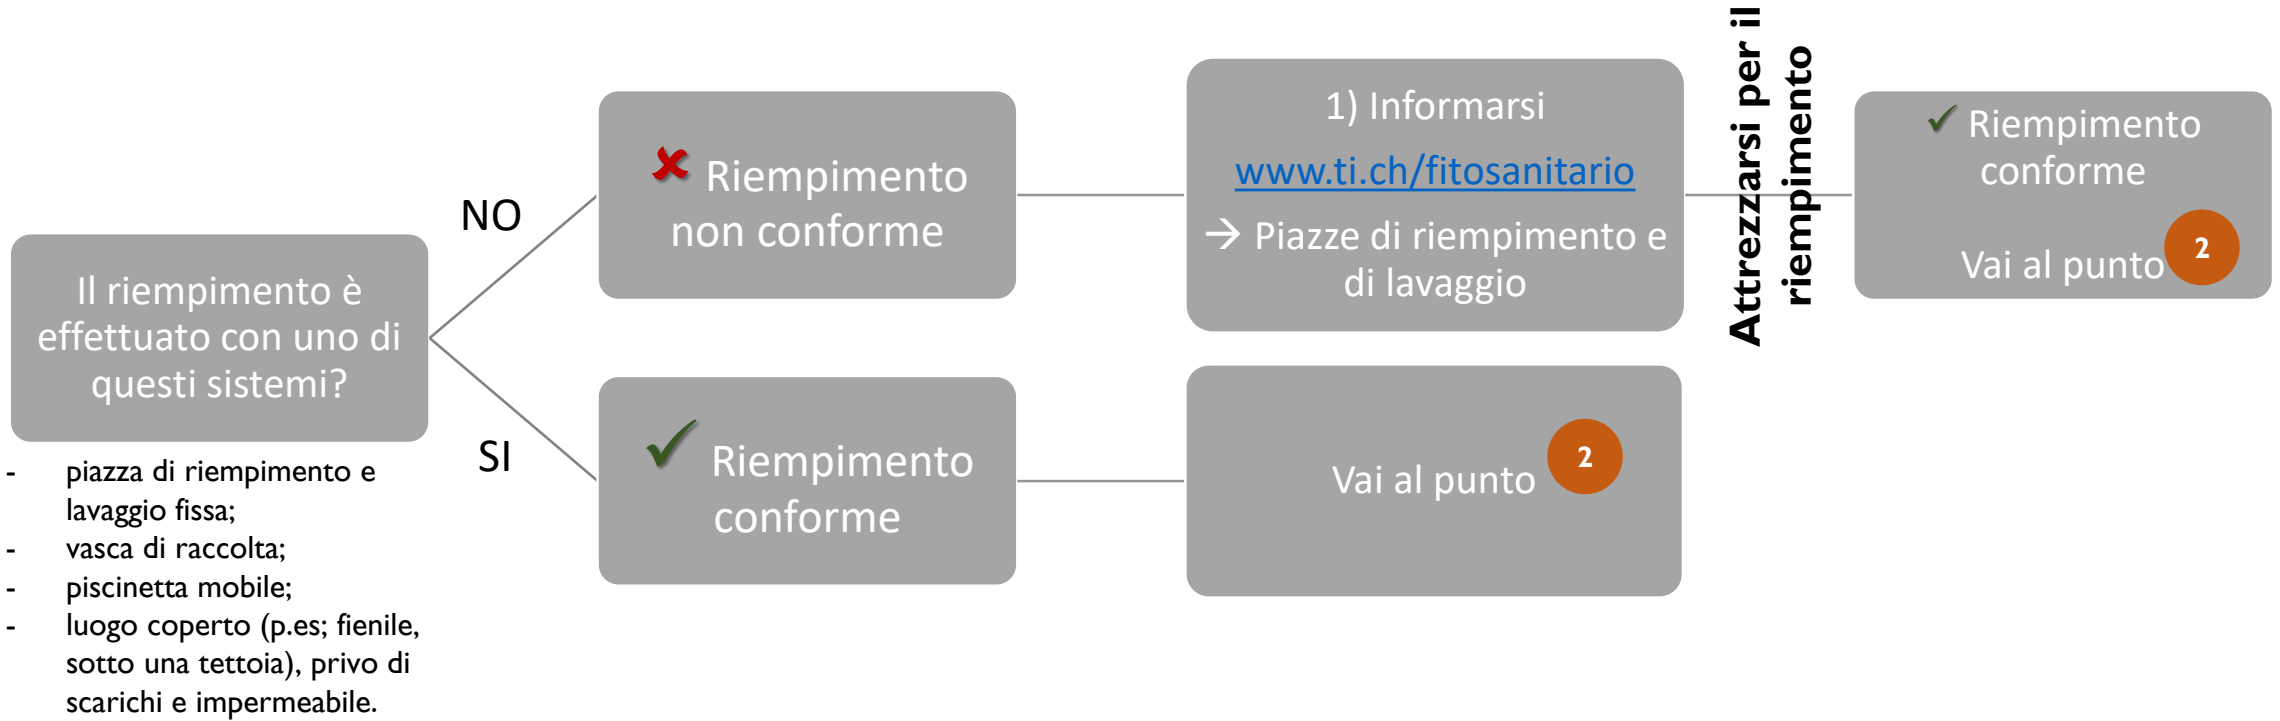 Il riempimento è
effettuato con uno di
questi sistemi?
- piazza di riempimento e
lavaggio fissa;
- vasca di raccolta;
- piscinetta mobile;
- luogo coperto (p.es; fienile,
sotto una tettoia), privo di
scarichi e impermeabile.
NO
✘ Riempimento
non conforme
1) Informarsi
www.ti.ch/fitosanitario
→ Piazze di riempimento e
di lavaggio
Attrezzarsi per il
riempimento
✓ Riempimento
conforme
Vai al punto 2
SI
✓ Riempimento
conforme
Vai al punto 2